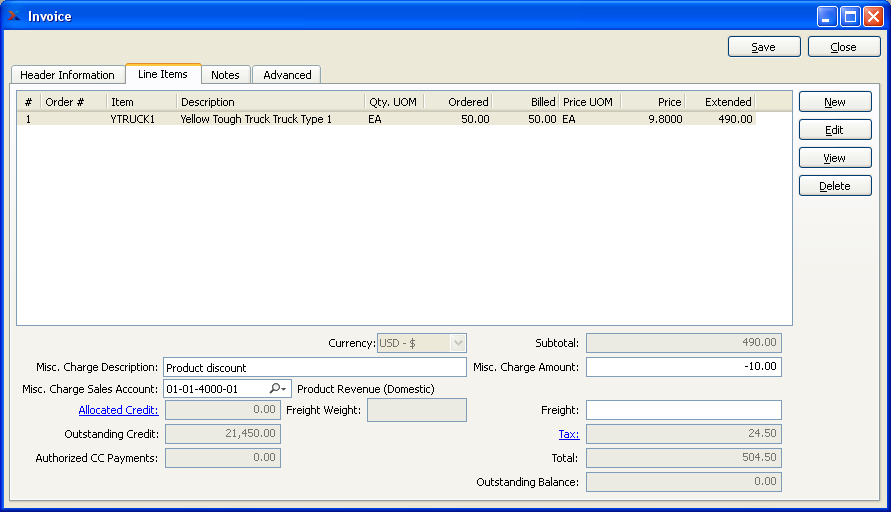 Invoice
Save Close
Header Information Line Items Notes Advanced
# Order # Item Description Qty. UOM Ordered Billed Price UOM Price Extended
1 YTRUCK1 Yellow Tough Truck Truck Type 1 EA 50.00 50.00 EA 9.8000 490.00
New
Edit
View
Delete
Currency: USD - $ Subtotal: 490.00
Misc. Charge Description: Product discount Misc. Charge Amount: -10.00
Misc. Charge Sales Account: 01-01-4000-01 Product Revenue (Domestic)
Allocated Credit: 0.00 Freight Weight: Freight:
Outstanding Credit: 21,450.00 Tax: 24.50
Authorized CC Payments: 0.00 Total: 504.50
Outstanding Balance: 0.00